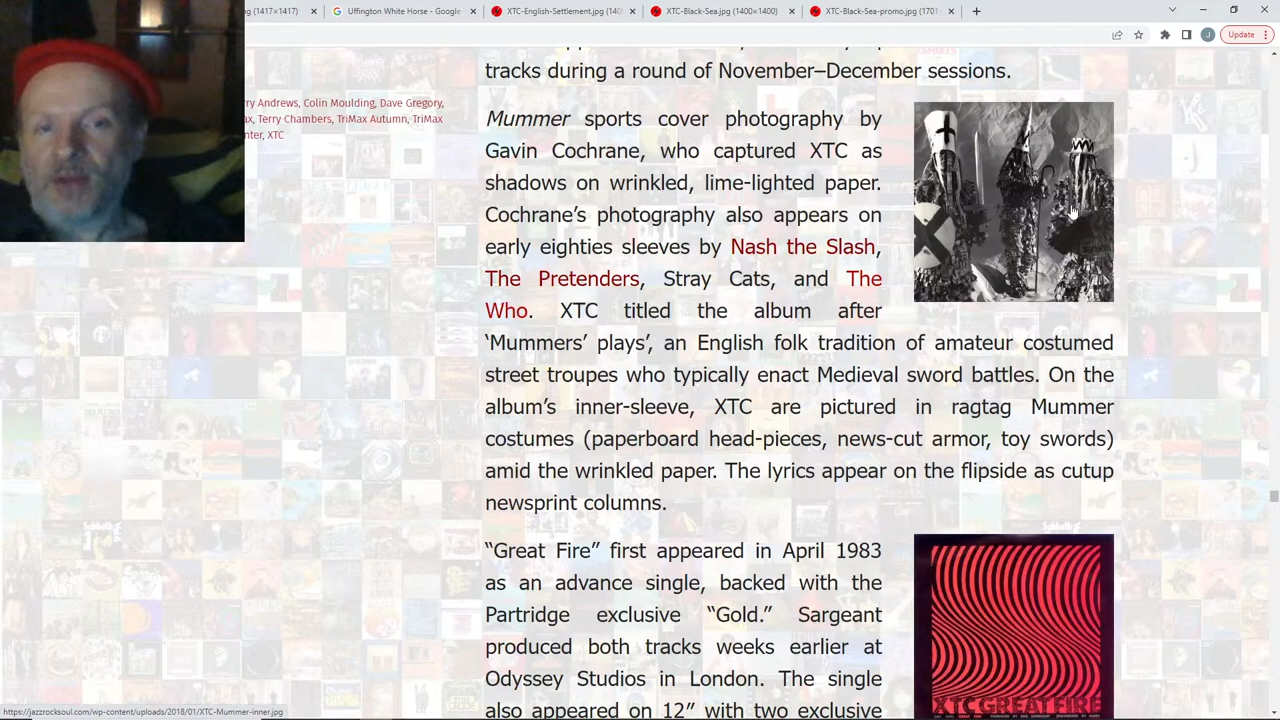 pg (1417×1417)
Uffington White Horse - Google
XTC-English-Settlement.jpg (140
XTC-Black-Sea.jpg (1400×1400)
XTC-Black-Sea-promo.jpg (1701
J
Update
tracks during a round of November–December sessions.
rry Andrews, Colin Moulding, Dave Gregory,
ax, Terry Chambers, TriMax Autumn, TriMax
nter, XTC
Mummer sports cover photography by
Gavin Cochrane, who captured XTC as
shadows on wrinkled, lime-lighted paper.
Cochrane’s photography also appears on
early eighties sleeves by Nash the Slash,
The Pretenders, Stray Cats, and The
Who. XTC titled the album after
‘Mummers’ plays’, an English folk tradition of amateur costumed
street troupes who typically enact Medieval sword battles. On the
album’s inner-sleeve, XTC are pictured in ragtag Mummer
costumes (paperboard head-pieces, news-cut armor, toy swords)
amid the wrinkled paper. The lyrics appear on the flipside as cutup
newsprint columns.
“Great Fire” first appeared in April 1983
as an advance single, backed with the
Partridge exclusive “Gold.” Sargeant
produced both tracks weeks earlier at
Odyssey Studios in London. The single
also appeared on 12” with two exclusive
XTCGREATFIRE
https://jazzrocksoul.com/wp-content/uploads/2018/01/XTC-Mummer-inner.jpg